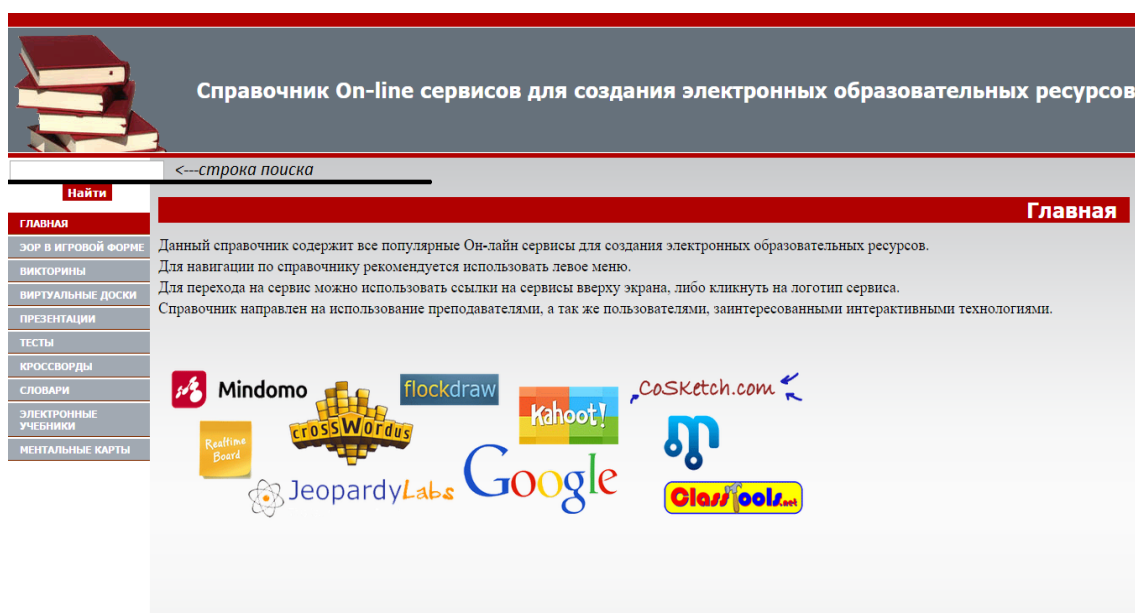 Справочник On-line сервисов для создания электронных образовательных ресурсов
<---строка поиска
Найти
Главная
ГЛАВНАЯ
ЭОР В ИГРОВОЙ ФОРМЕ
ВИКТОРИНЫ
ВИРТУАЛЬНЫЕ ДОСКИ
ПРЕЗЕНТАЦИИ
ТЕСТЫ
КРОССВОРДЫ
СЛОВАРИ
ЭЛЕКТРОННЫЕ
УЧЕБНИКИ
МЕНТАЛЬНЫЕ КАРТЫ
Данный справочник содержит все популярные Он-лайн сервисы для создания электронных образовательных ресурсов.
Для навигации по справочнику рекомендуется использовать левое меню.
Для перехода на сервис можно использовать ссылки на сервисы вверху экрана, либо кликнуть на логотип сервиса.
Справочник направлен на использование преподавателями, а так же пользователями, заинтересованными интерактивными технологиями.
Mindomo
flockdraw
CoSKetch.com
Kahoot!
crossWordus
Realtime
Board
JeopardyLabs
Google
ClassTools.net